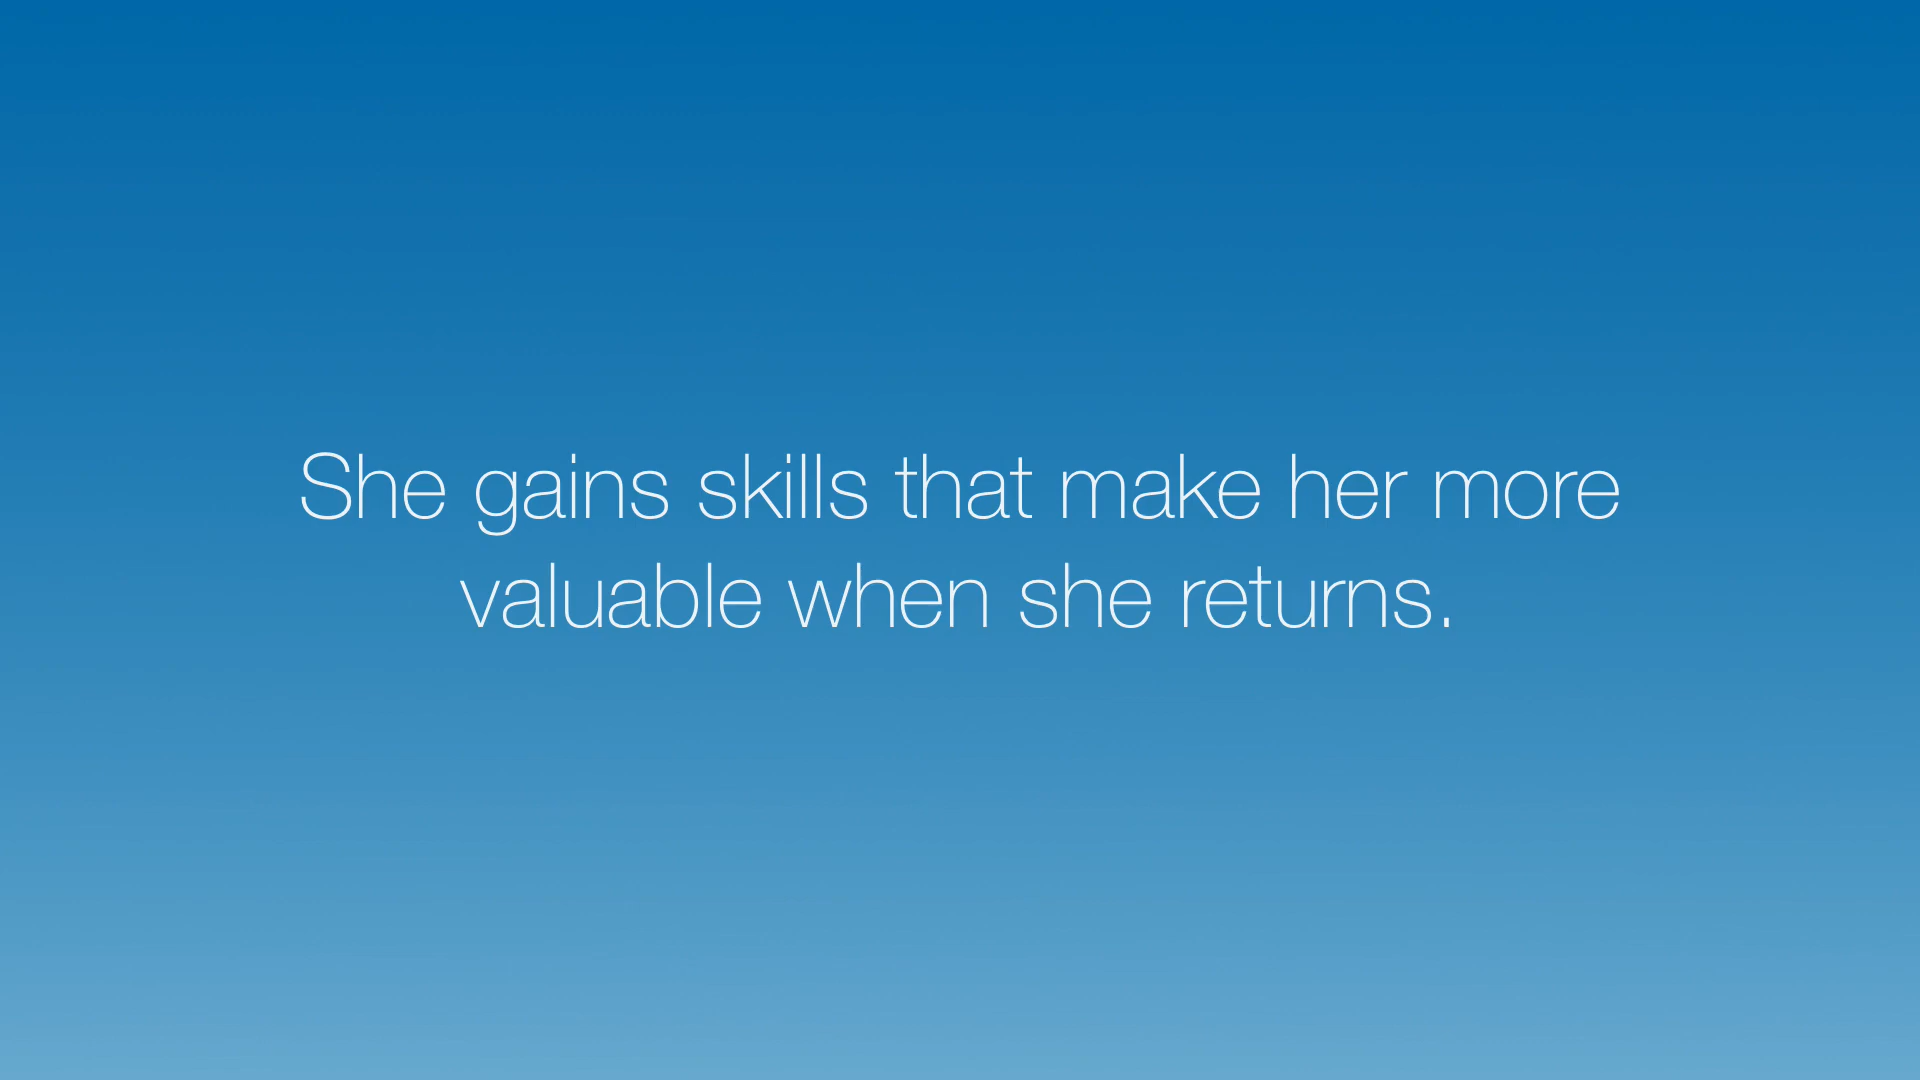 She gains skills that make her more
valuable when she returns.